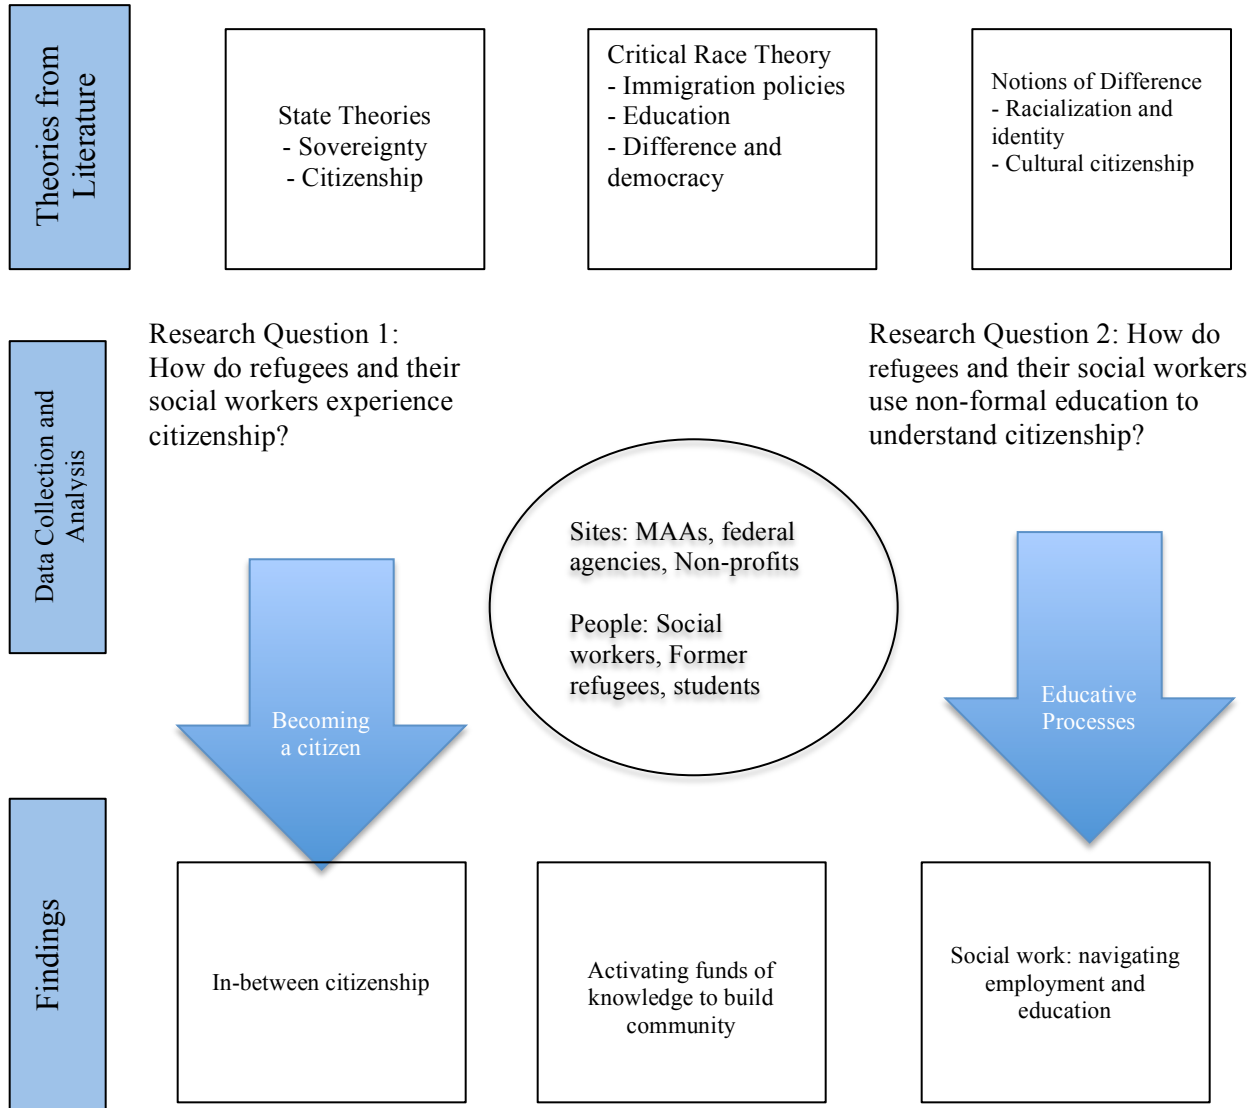 Theories from
Literature
State Theories
- Sovereignty
- Citizenship
Critical Race Theory
- Immigration policies
- Education
- Difference and
democracy
Notions of Difference
- Racialization and
identity
- Cultural citizenship
Data Collection and
Analysis
Research Question 1:
How do refugees and their
social workers experience
citizenship?
Research Question 2: How do
refugees and their social workers
use non-formal education to
understand citizenship?
Sites: MAAs, federal
agencies, Non-profits
People: Social
workers, Former
refugees, students
Becoming
a citizen
Educative
Processes
Findings
In-between citizenship
Activating funds of
knowledge to build
community
Social work: navigating
employment and
education